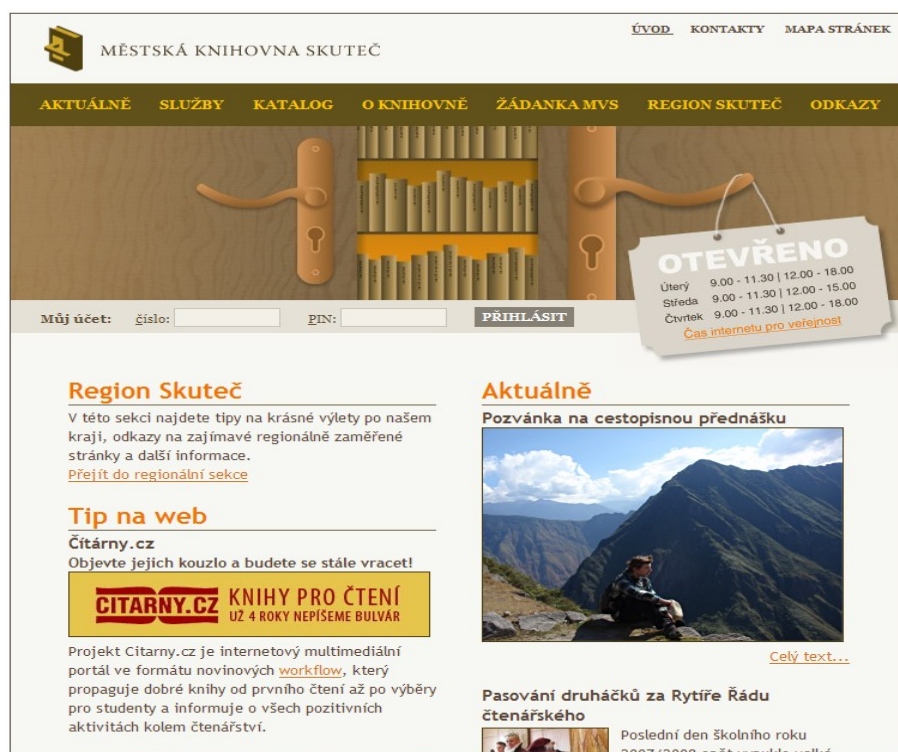 MĚSTSKÁ KNIHOVNA SKUTEČ
ÚVOD KONTAKTY MAPA STRÁNEK
AKTUÁLNĚ SLUŽBY KATALOG O KNIHOVNĚ ŽÁDANKA MVS REGION SKUTEČ ODKAZY
OTEVŘENO
Úterý 9.00 - 11.30 | 12.00 - 18.00
Středa 9.00 - 11.30 | 12.00 - 15.00
Čtvrtek 9.00 - 11.30 | 12.00 - 18.00
Čas internetu pro veřejnost
Můj účet: číslo: PIN: PŘIHLÁSIT
Region Skuteč
V této sekci najdete tipy na krásné výlety po našem
kraji, odkazy na zajímavé regionálně zaměřené
stránky a další informace.
Přejít do regionální sekce
Tip na web
Čítárny.cz
Objevte jejich kouzlo a budete se stále vracet!
CITARNY.CZ KNIHY PRO ČTENÍ
UŽ 4 ROKY NEPÍŠEME BULVÁR
Projekt Citarny.cz je internetový multimediální
portál ve formátu novinových workflow, který
propaguje dobré knihy od prvního čtení až po výběry
pro studenty a informuje o všech pozitivních
aktivitách kolem čtenářství.
Aktuálně
Pozvánka na cestopisnou přednášku
Celý text...
Pasování druháčků za Rytíře Řádu
čtenářského
Poslední den školního roku